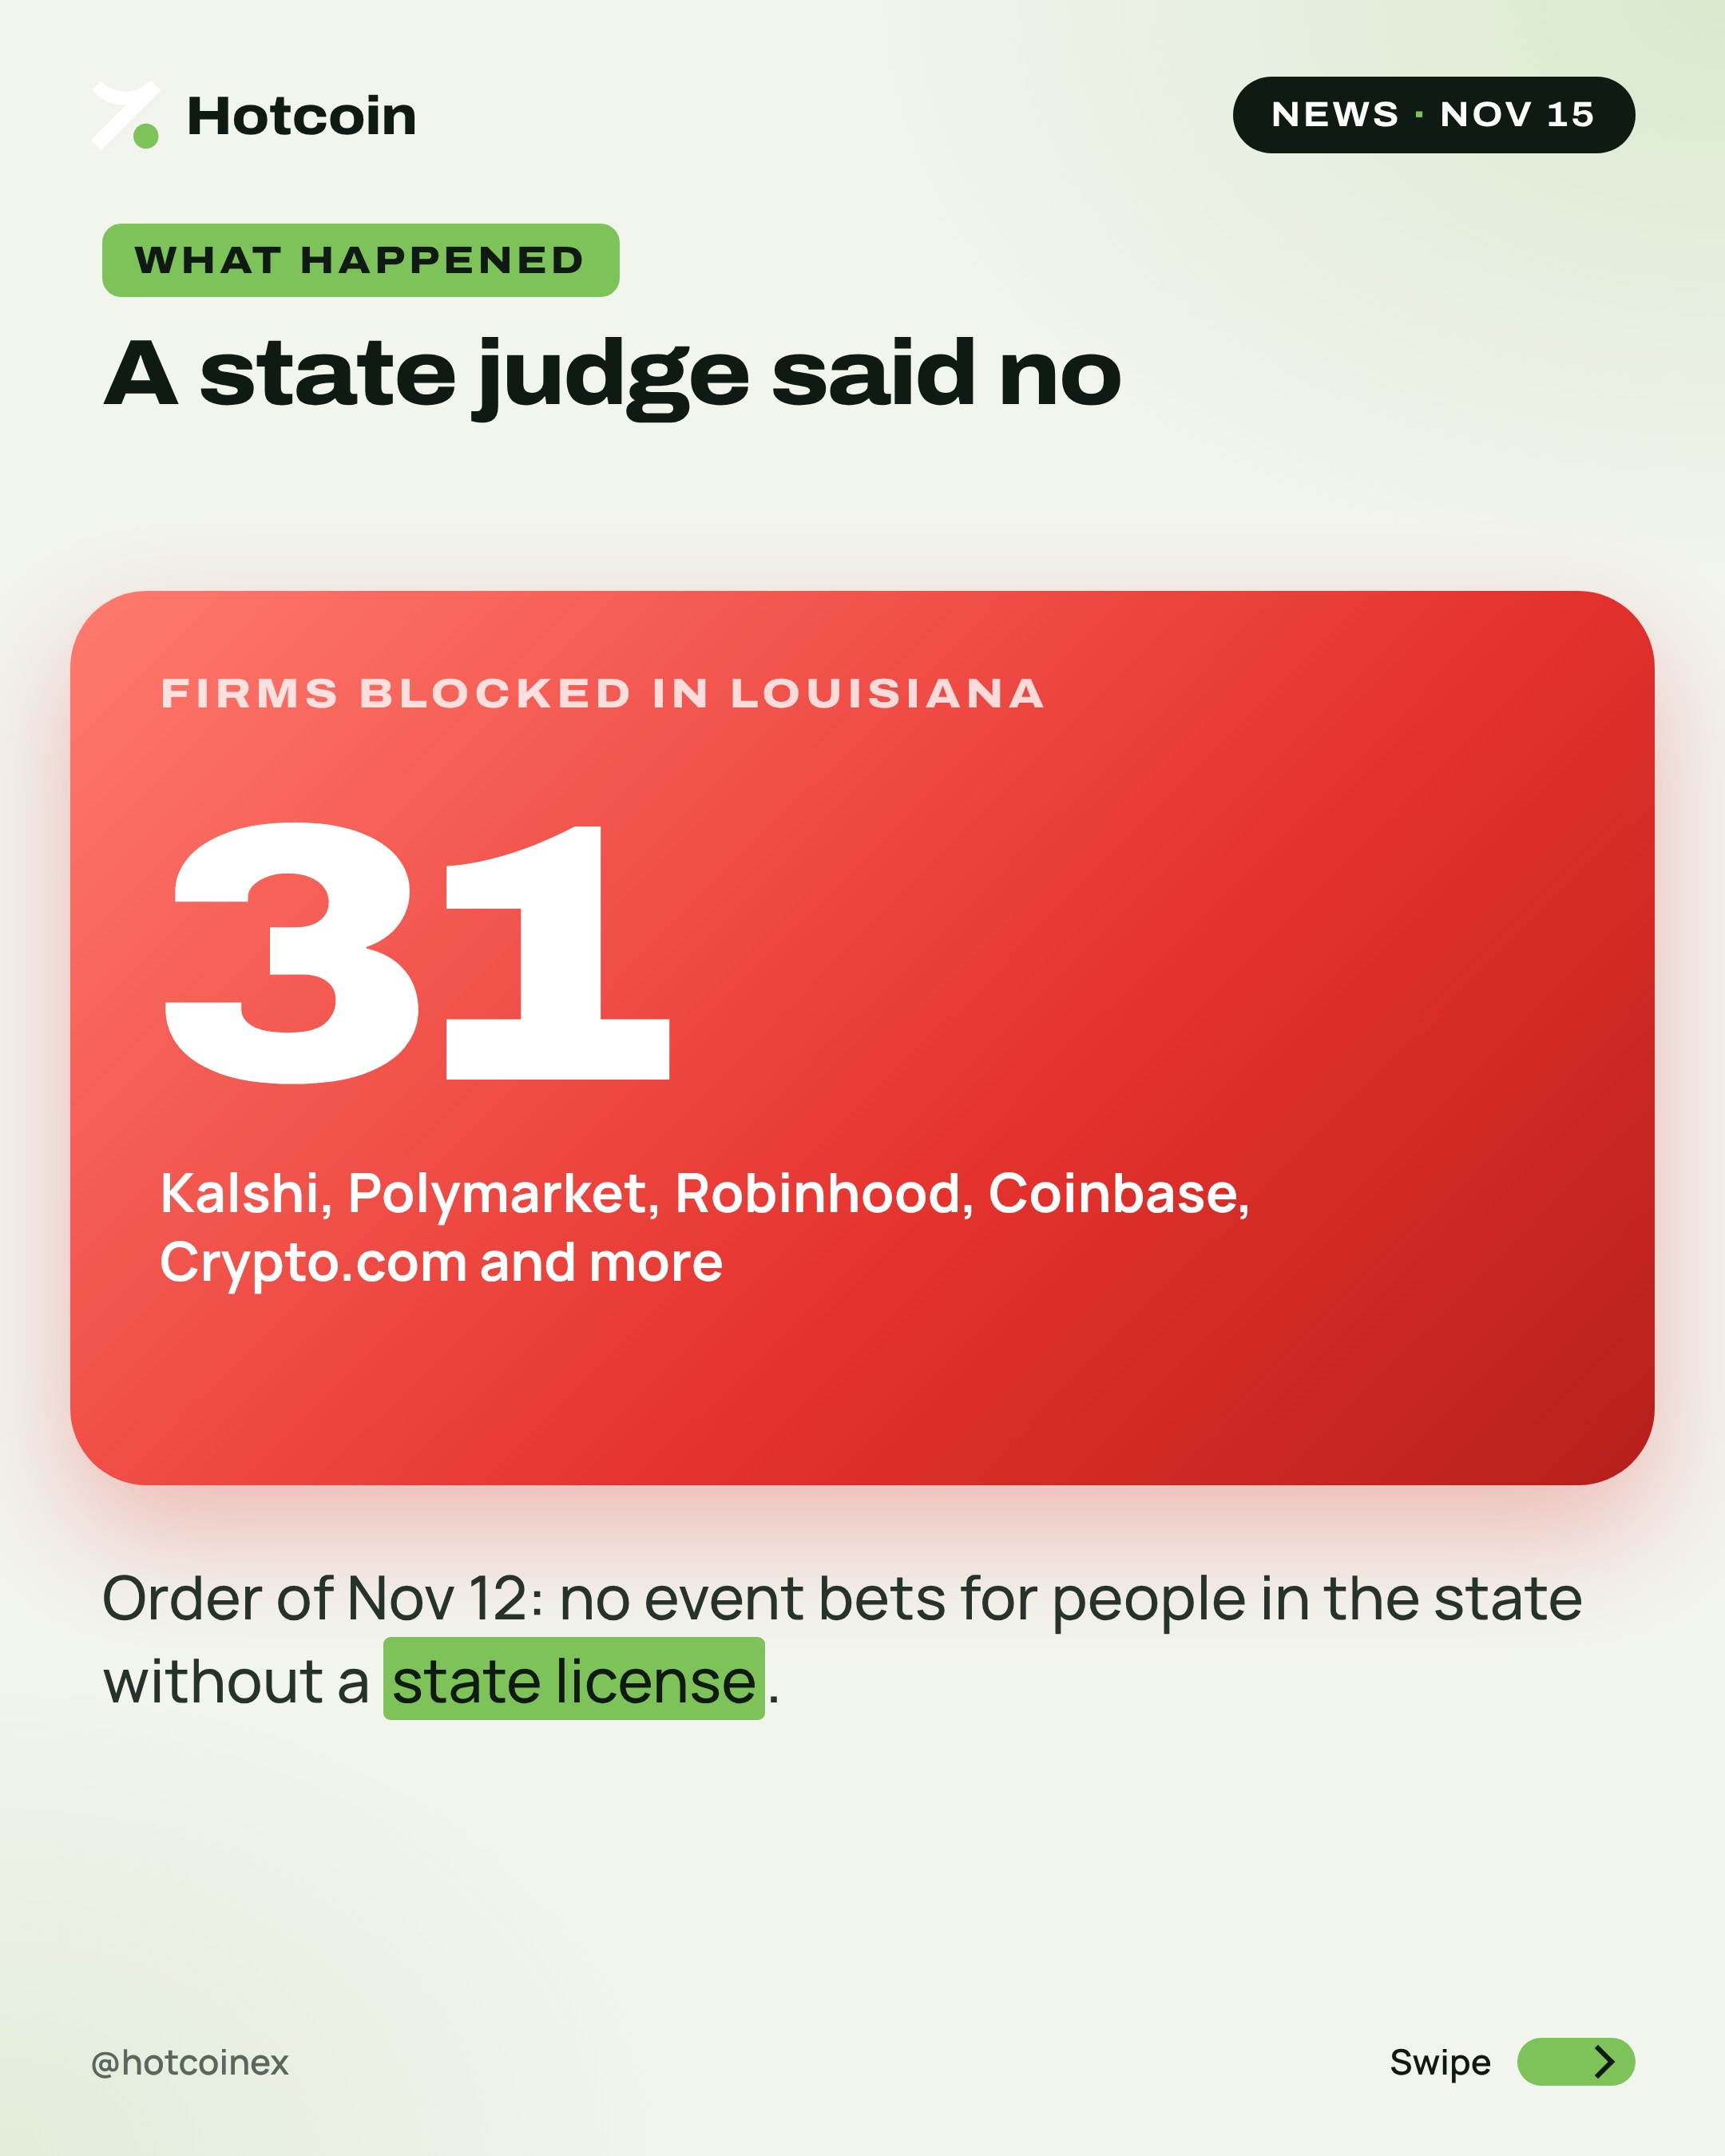 Hotcoin
NEWS · NOV 15
WHAT HAPPENED
A state judge said no
FIRMS BLOCKED IN LOUISIANA
31
Kalshi, Polymarket, Robinhood, Coinbase,
Crypto.com and more
Order of Nov 12: no event bets for people in the state
without a state license.
@hotcoinex
Swipe